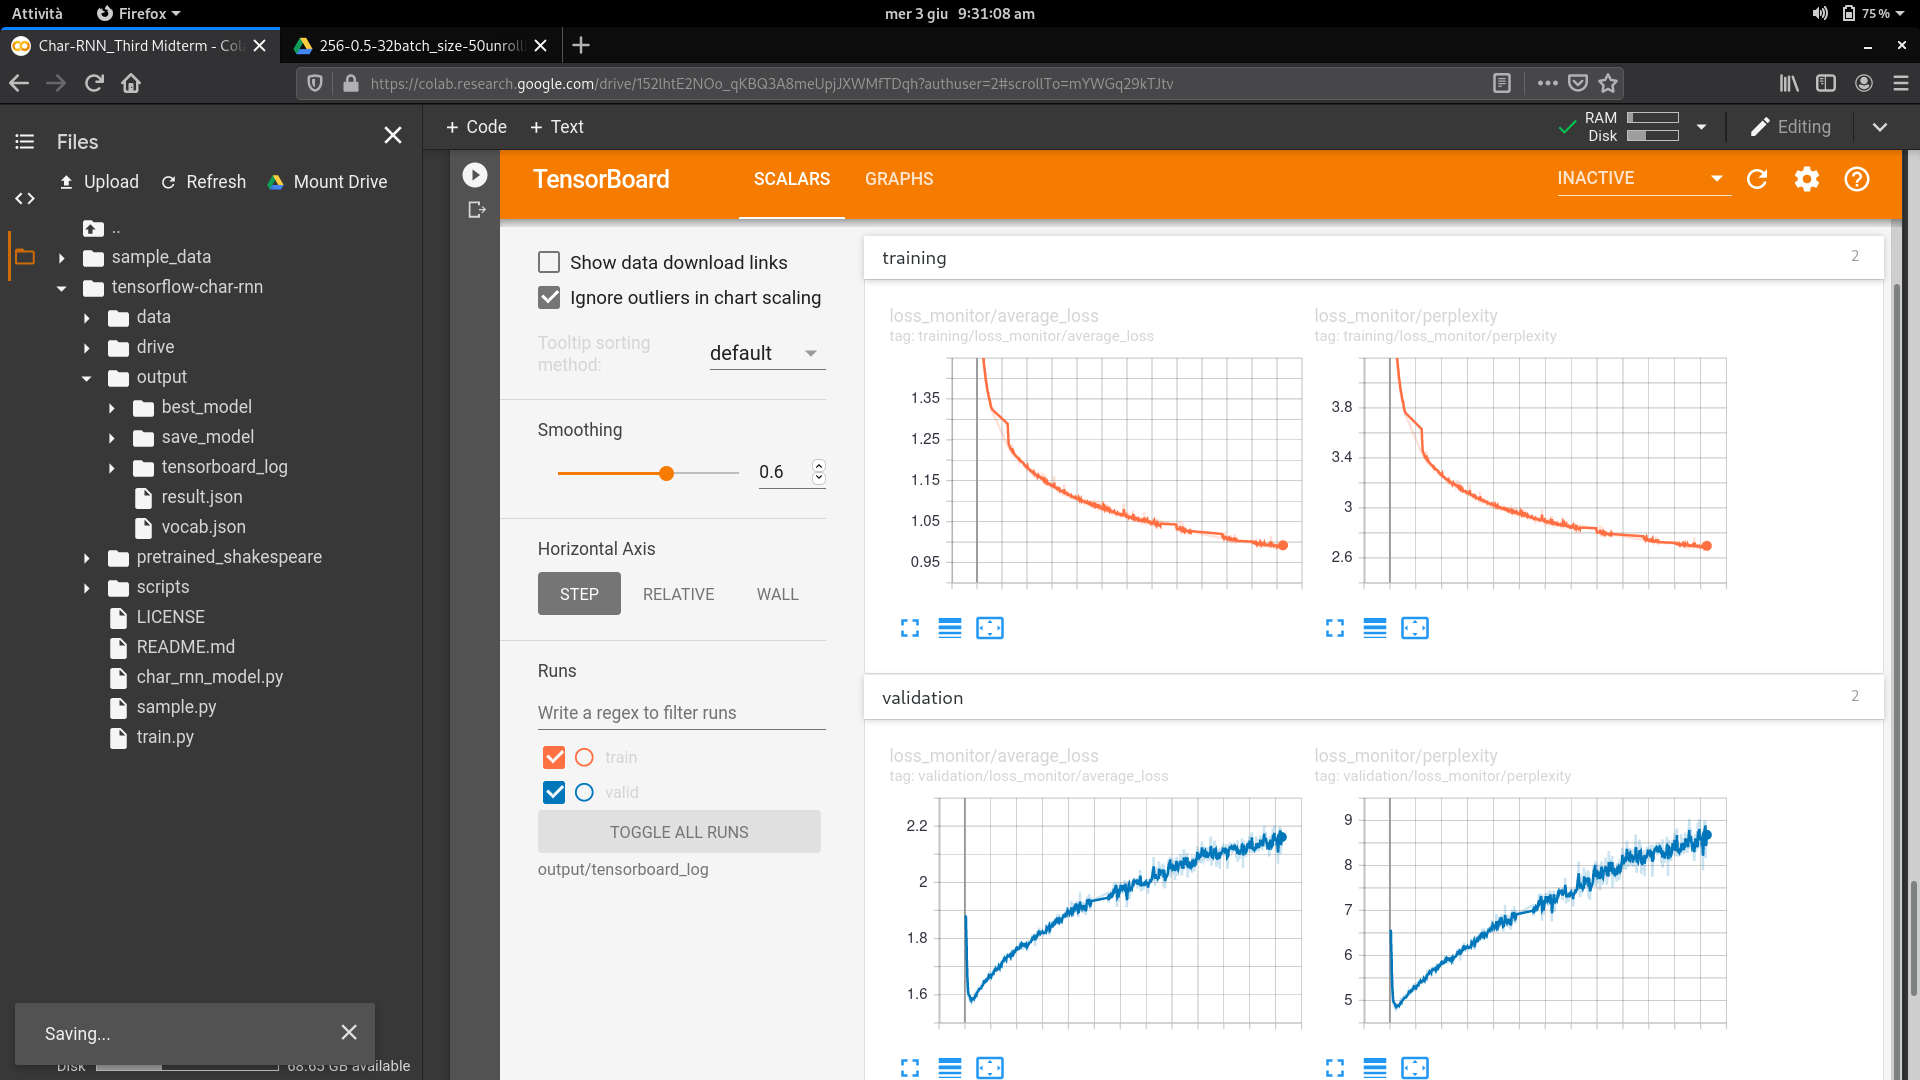 Attività
Firefox
mer 3 giu 9:31:08 am
75 %
Char-RNN_Third Midterm - Col
256-0.5-32batch_size-50unroll
https://colab.research.google.com/drive/152lhtE2NOo_qKBQ3A8meUpjJXWMfTDqh?authuser=2#scrollTo=mYWGq29kTJtv
Files
Upload
Refresh
Mount Drive
..
sample_data
tensorflow-char-rnn
data
drive
output
best_model
save_model
tensorboard_log
result.json
vocab.json
pretrained_shakespeare
scripts
LICENSE
README.md
char_rnn_model.py
sample.py
train.py
Saving...
Disk
68.65 GB available
+ Code
+ Text
RAM
Disk
Editing
TensorBoard
SCALARS
GRAPHS
INACTIVE
Show data download links
Ignore outliers in chart scaling
Tooltip sorting
method:
default
Smoothing
0.6
Horizontal Axis
STEP
RELATIVE
WALL
Runs
Write a regex to filter runs
train
valid
TOGGLE ALL RUNS
output/tensorboard_log
training
2
loss_monitor/average_loss
tag: training/loss_monitor/average_loss
1.35
1.25
1.15
1.05
0.95
loss_monitor/perplexity
tag: training/loss_monitor/perplexity
3.8
3.4
3
2.6
validation
2
loss_monitor/average_loss
tag: validation/loss_monitor/average_loss
2.2
2
1.8
1.6
loss_monitor/perplexity
tag: validation/loss_monitor/perplexity
9
8
7
6
5